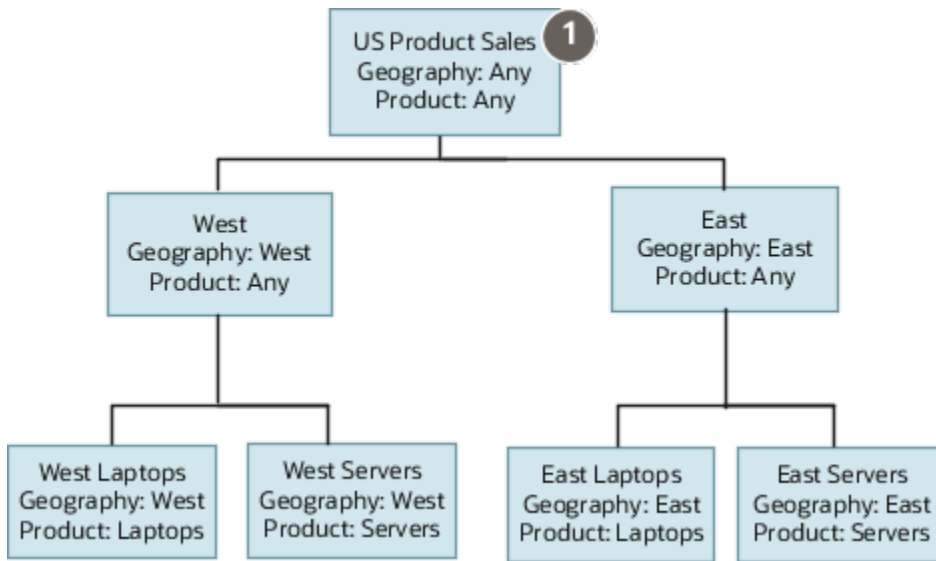 US Product Sales
Geography: Any
Product: Any
1
West
Geography: West
Product: Any
East
Geography: East
Product: Any
West Laptops
Geography: West
Product: Laptops
West Servers
Geography: West
Product: Servers
East Laptops
Geography: East
Product: Laptops
East Servers
Geography: East
Product: Servers